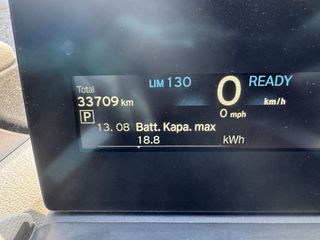 Total LIM 130 READY
33709 km 0 km/h
P 0 mph
13. 08 Batt. Kapa. max
18.8 kWh